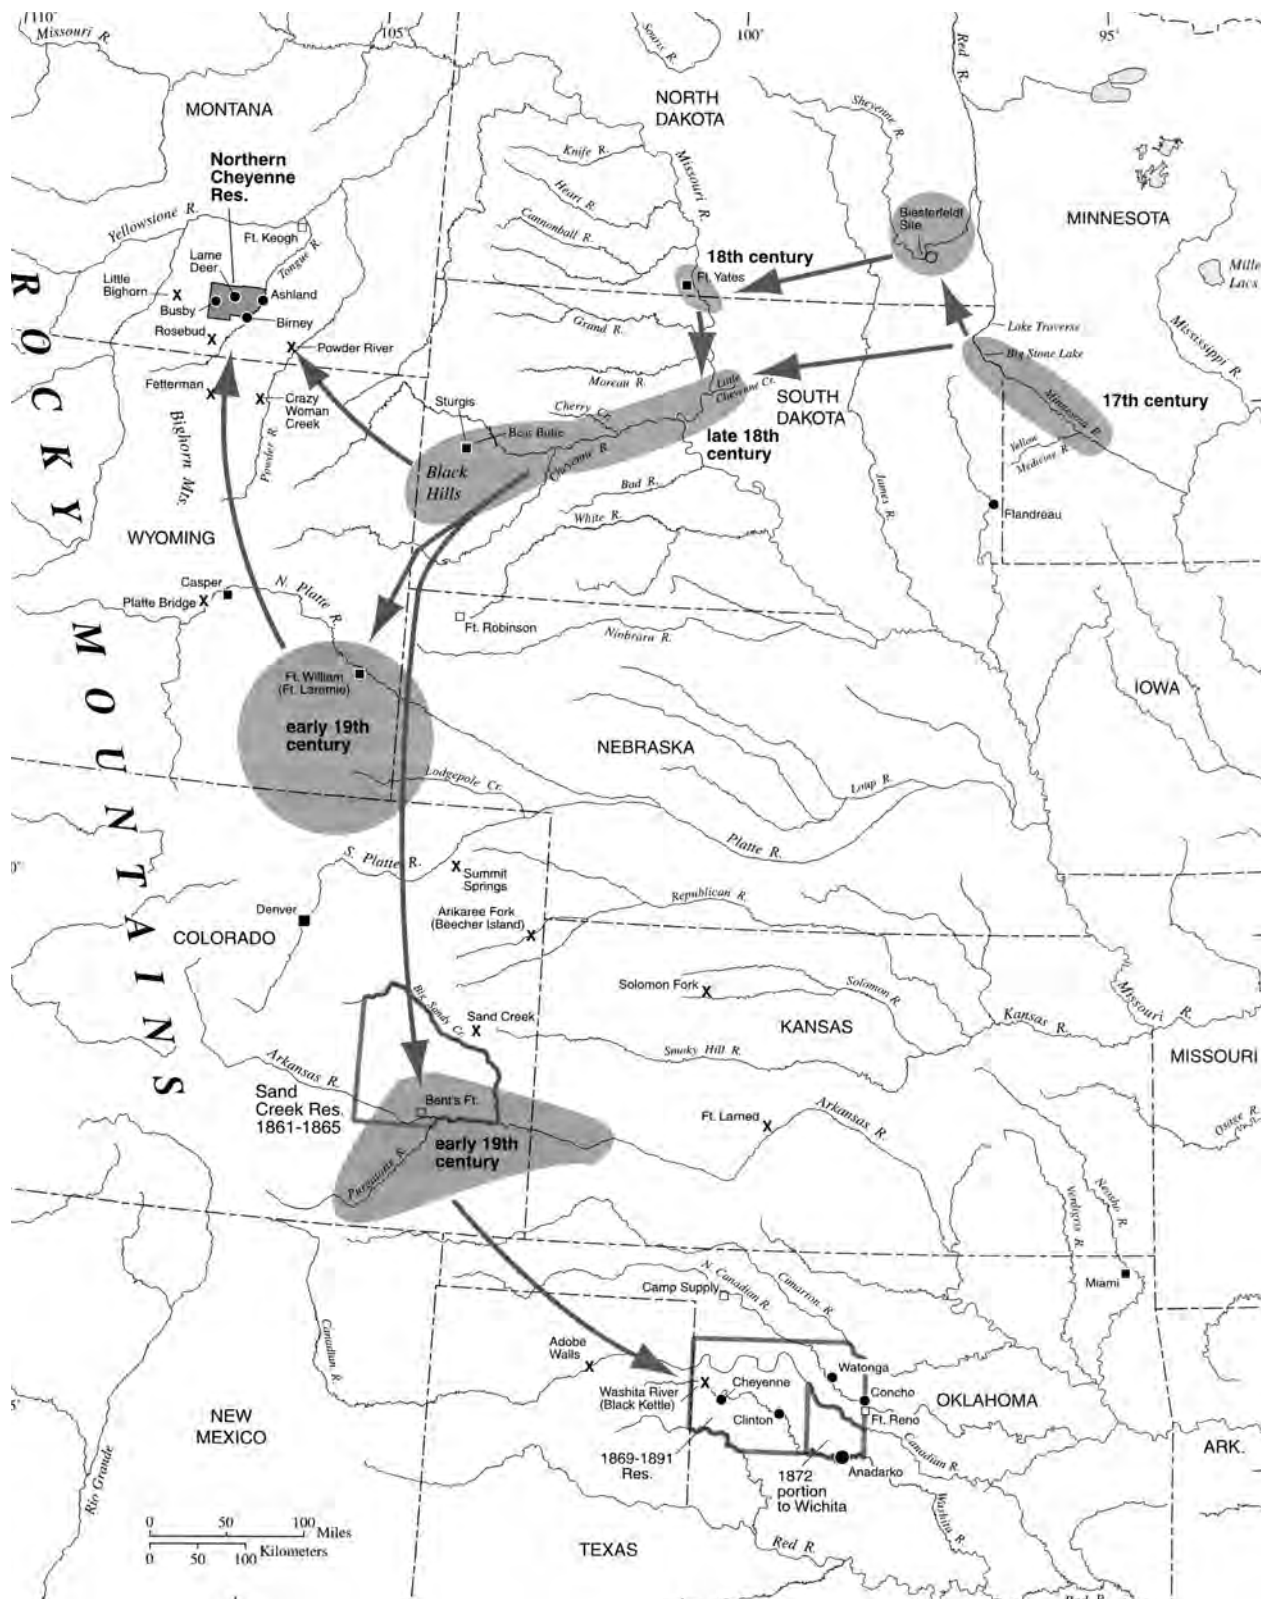 110°
105°
100°
95°
Missouri R.
Souris R.
Red R.
MONTANA
NORTH
DAKOTA
Sheyenne R.
Northern
Cheyenne
Res.
Knife R.
Missouri R.
Heart R.
Cannonball R.
Biesterfeldt
Site
MINNESOTA
Yellowstone R.
Ft. Keogh
Tongue R.
Lame
Deer
Little
Bighorn
Ashland
Busby
Birney
Rosebud
Powder River
18th century
Ft. Yates
Mille
Lacs
Grand R.
Lake Traverse
Big Stone Lake
Mississippi R.
Moreau R.
Little
Cheyenne Cr.
SOUTH
DAKOTA
17th century
Minnesota R.
Yellow
Medicine R.
Fetterman
Crazy
Woman
Creek
Bighorn Mts.
Powder R.
Sturgis
Cherry Cr.
Bear Butte
Cheyenne R.
late 18th
century
Black
Hills
Bad R.
White R.
James R.
Flandreau
WYOMING
Casper
Platte Bridge
N. Platte R.
Ft. Robinson
Niobrara R.
ROCKY MOUNTAINS
Ft. William
(Ft. Laramie)
early 19th
century
IOWA
NEBRASKA
Lodgepole Cr.
Loup R.
Platte R.
S. Platte R.
Summit
Springs
Republican R.
Denver
Arikaree Fork
(Beecher Island)
COLORADO
Solomon Fork
Solomon R.
Big Sandy Cr.
Sand Creek
KANSAS
Kansas R.
Missouri R.
MISSOURI
Smoky Hill R.
Arkansas R.
Sand
Creek Res.
1861-1865
Bent's Ft.
Ft. Larned
Arkansas R.
Osage R.
early 19th
century
Purgatoire R.
Neosho R.
Verdigris R.
Miami
Camp Supply
N. Canadian R.
Cimarron R.
Canadian R.
Adobe
Walls
Watonga
Washita River
(Black Kettle)
Cheyenne
Concho
OKLAHOMA
Clinton
Ft. Reno
NEW
MEXICO
Canadian R.
ARK.
1869-1891
Res.
1872
portion
to Wichita
Anadarko
Rio Grande
Washita R.
0 50 100
Miles
0 50 100
Kilometers
TEXAS
Red R.
Red R.